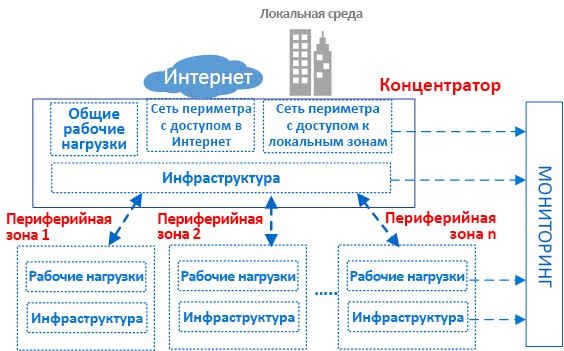 Локальная среда
Интернет
Концентратор
Общие
рабочие
нагрузки
Сеть периметра
с доступом в
Интернет
Сеть периметра
с доступом к
локальным зонам
Инфраструктура
МОНИТОРИНГ
Периферийная
зона 1
Периферийная
зона 2
Периферийная
зона n
Рабочие нагрузки
Инфраструктура
Рабочие нагрузки
Инфраструктура
.....
Рабочие нагрузки
Инфраструктура